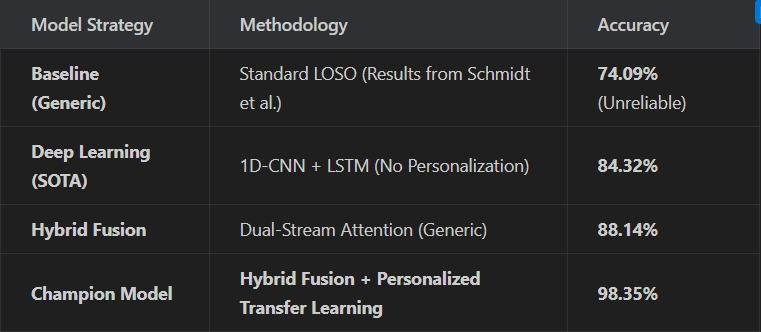 Model Strategy Methodology Accuracy
Baseline
(Generic)
Standard LOSO (Results from Schmidt
et al.)
74.09%
(Unreliable)
Deep Learning
(SOTA)
1D-CNN + LSTM (No Personalization)
84.32%
Hybrid Fusion Dual-Stream Attention (Generic) 88.14%
Champion Model
Hybrid Fusion + Personalized
Transfer Learning
98.35%